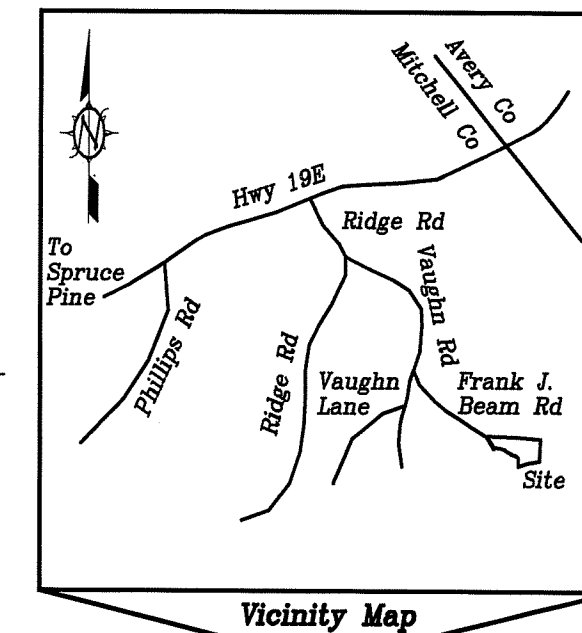 Avery Co
Mitchell Co
N
Hwy 19E
Ridge Rd
To
Spruce
Pine
Vaughn Rd
Phillips Rd
Ridge Rd
Vaughn
Lane
Frank J.
Beam Rd
Site
Vicinity Map